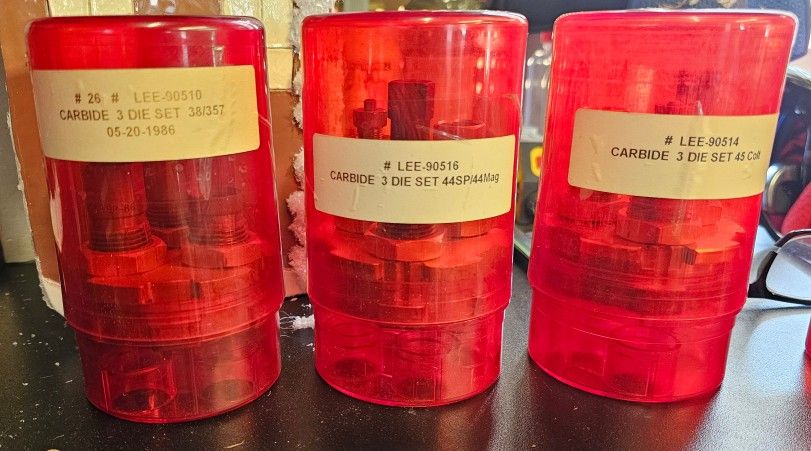 # 26 # LEE-90510
CARBIDE 3 DIE SET 38/357
05-20-1986
# LEE-90516
CARBIDE 3 DIE SET 44SP/44Mag
# LEE-90514
CARBIDE 3 DIE SET 45 Colt